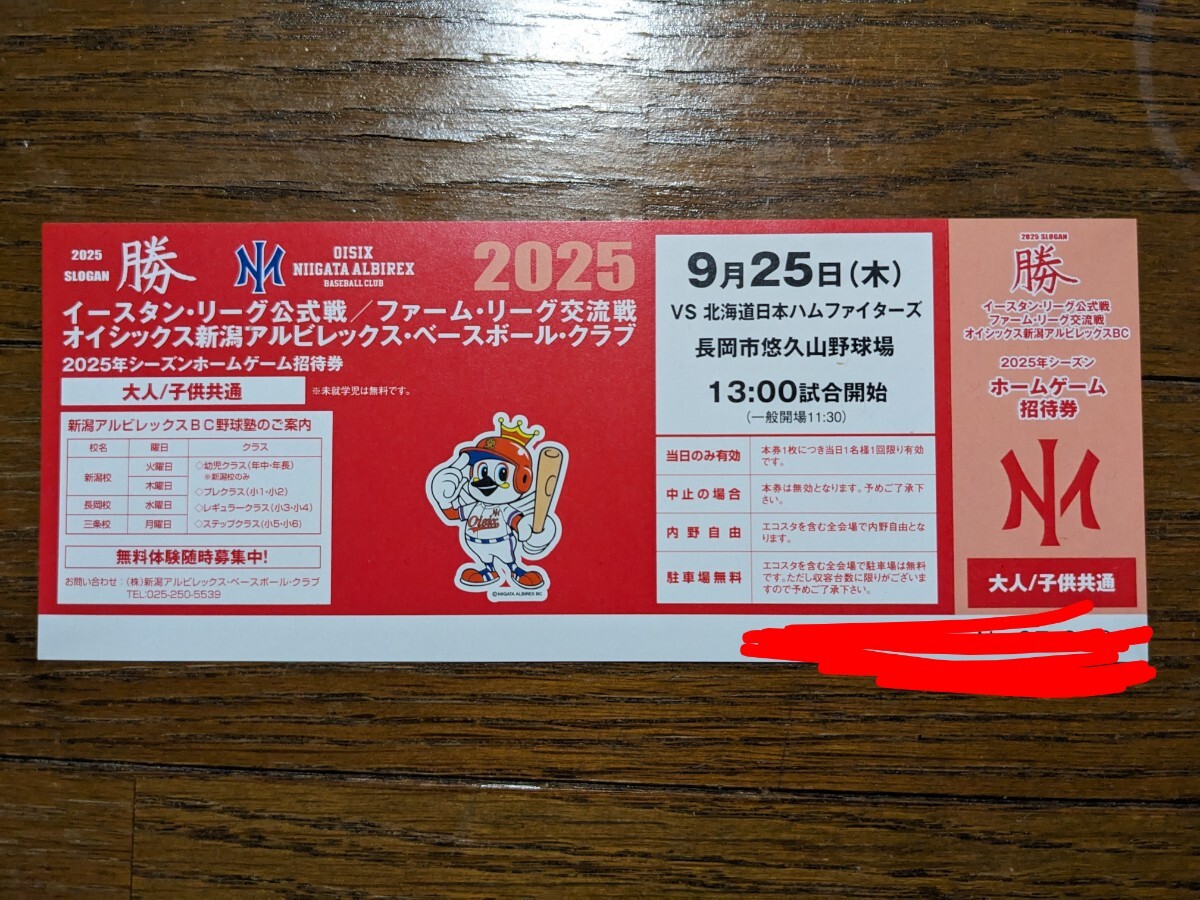 2025
SLOGAN
勝
OISIX
NIIGATA ALBIREX
BASEBALL CLUB
2025
イースタン・リーグ公式戦／ファーム・リーグ交流戦
オイシックス新潟アルビレックス・ベースボール・クラブ
2025年シーズンホームゲーム招待券
大人/子供共通
※未就学児は無料です。
新潟アルビレックスBC野球塾のご案内
校名 曜日 クラス
新潟校 火曜日 木曜日
長岡校 水曜日
三条校 月曜日
◇幼児クラス(年中・年長)
※新潟校のみ
◇プレクラス(小1・小2)
◇レギュラークラス(小3・小4)
◇ステップクラス(小5・小6)
無料体験随時募集中!
お問い合わせ：(株)新潟アルビレックス・ベースボール・クラブ
TEL:025-250-5539
Oisix
©NIIGATA ALBIREX BC
9月25日(木)
VS 北海道日本ハムファイターズ
長岡市悠久山野球場
13:00試合開始
(一般開場11:30)
当日のみ有効 本券1枚につき当日1名様1回限り有効
です。
中止の場合 本券は無効となります。予めご了承下
さい。
内野自由 エコスタを含む全会場で内野自由とな
ります。
駐車場無料 エコスタを含む全会場で駐車場は無料
です。ただし収容台数に限りがございま
すので予めご了承下さい。
2025 SLOGAN
勝
イースタン・リーグ公式戦
ファーム・リーグ交流戦
オイシックス新潟アルビレックスBC
2025年シーズン
ホームゲーム
招待券
大人/子供共通